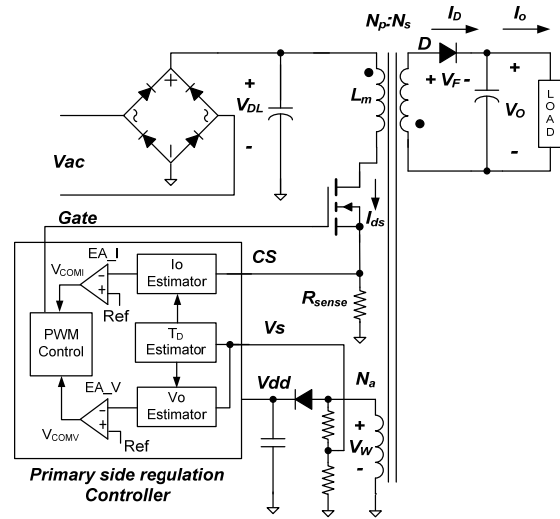 Np:Ns
ID
Io
D
+
+ VF -
+
VDL
-
Lm
VO
-
LOAD
Vac
Gate
Ids
EA_I
VCOMI
-
+
Ref
Io
Estimator
CS
Rsense
PWM
Control
TD
Estimator
Vs
EA_V
VCOMV
-
+
Ref
Vo
Estimator
Vdd
Na
+
VW
-
Primary side regulation
Controller